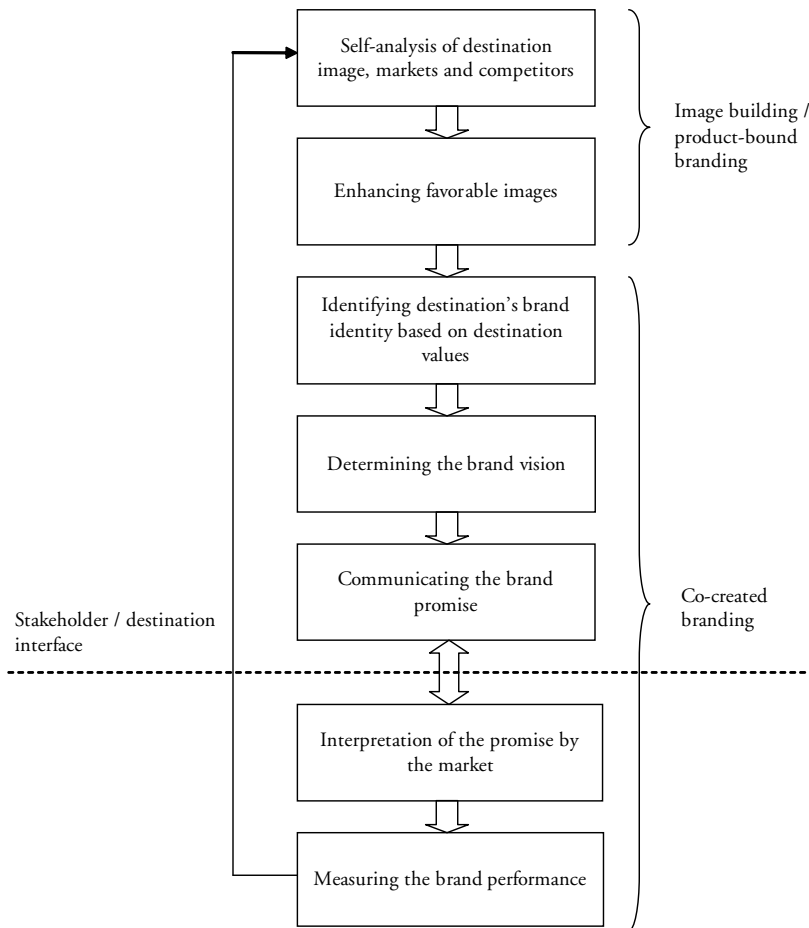 Self-analysis of destination
image, markets and competitors
Image building /
product-bound
branding
Enhancing favorable images
Identifying destination's brand
identity based on destination
values
Determining the brand vision
Communicating the brand
promise
Co-created
branding
Stakeholder / destination
interface
Interpretation of the promise by
the market
Measuring the brand performance